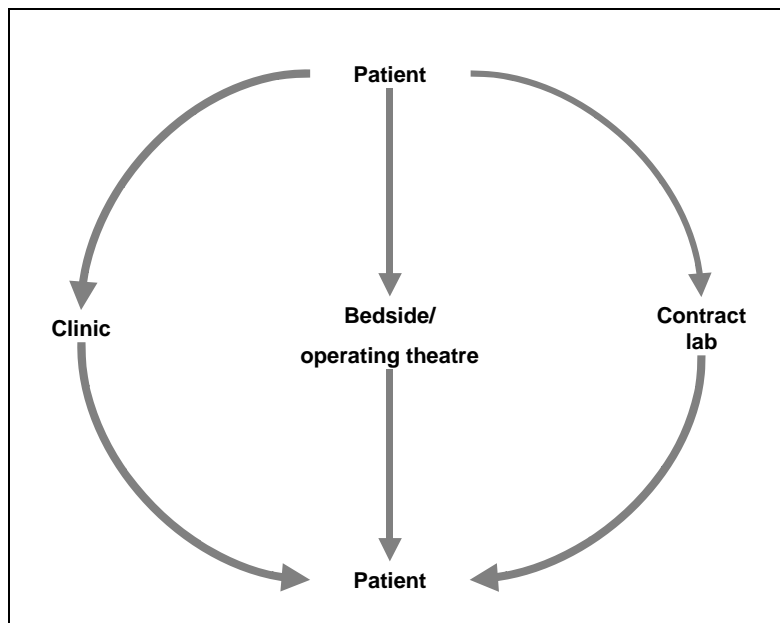 Patient
Clinic
Bedside/
operating theatre
Contract
lab
Patient